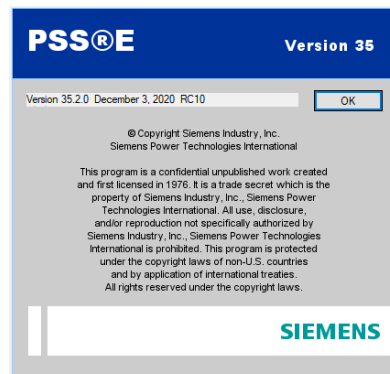 PSS®E
Version 35
Version 35.2.0 December 3, 2020 RC10
OK
© Copyright Siemens Industry, Inc.
Siemens Power Technologies International
This program is a confidential unpublished work created
and first licensed in 1976. It is a trade secret which is the
property of Siemens Industry, Inc., Siemens Power
Technologies International. All use, disclosure,
and/or reproduction not specifically authorized by
Siemens Industry, Inc., Siemens Power Technologies
International is prohibited. This program is protected
under the copyright laws of non-U.S. countries
and by application of international treaties.
All rights reserved under the copyright laws.
SIEMENS